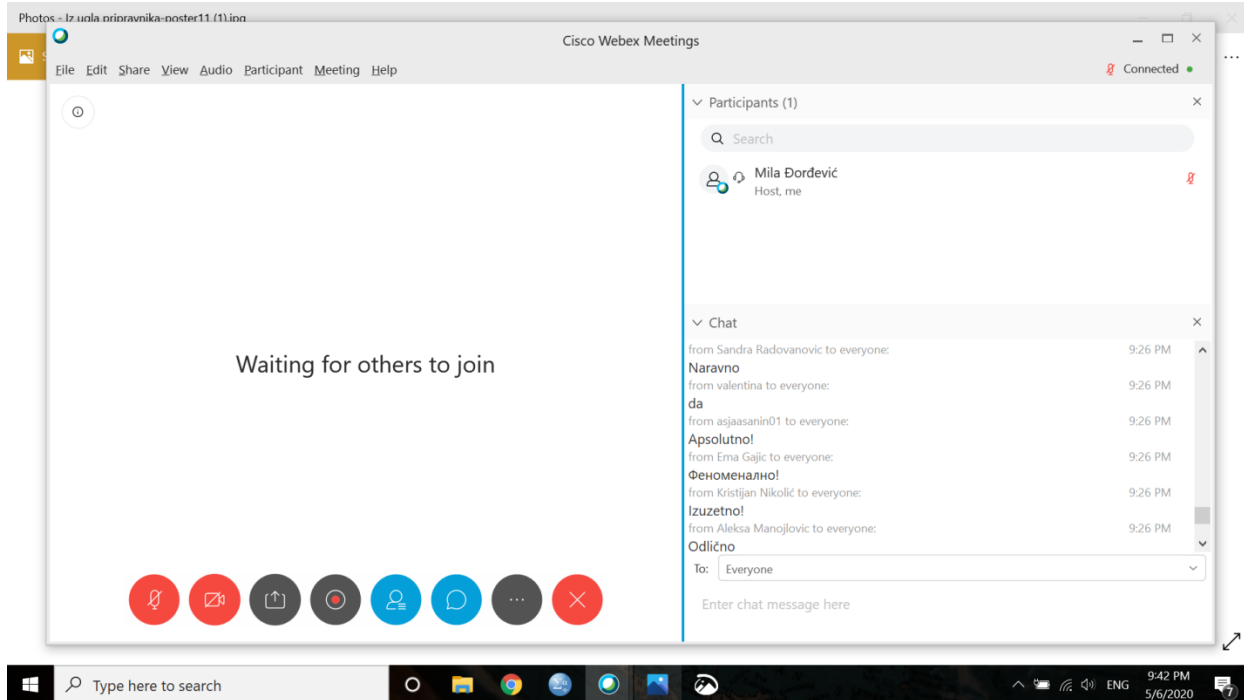 Photos - Iz ugla pripravnika-poster11 (1).jpg
Cisco Webex Meetings
File Edit Share View Audio Participant Meeting Help
Connected
Participants (1)
Search
Mila Đorđević
Host, me
Chat
from Sandra Radovanovic to everyone: 9:26 PM
Naravno
from valentina to everyone: 9:26 PM
da
from asjaasanin01 to everyone: 9:26 PM
Apsolutno!
from Ema Gajic to everyone: 9:26 PM
Феноменално!
from Kristijan Nikolić to everyone: 9:26 PM
Izuzetno!
from Aleksa Manojlovic to everyone: 9:26 PM
Odlično
To: Everyone
Enter chat message here
Waiting for others to join
Type here to search
ENG
9:42 PM
5/6/2020
7